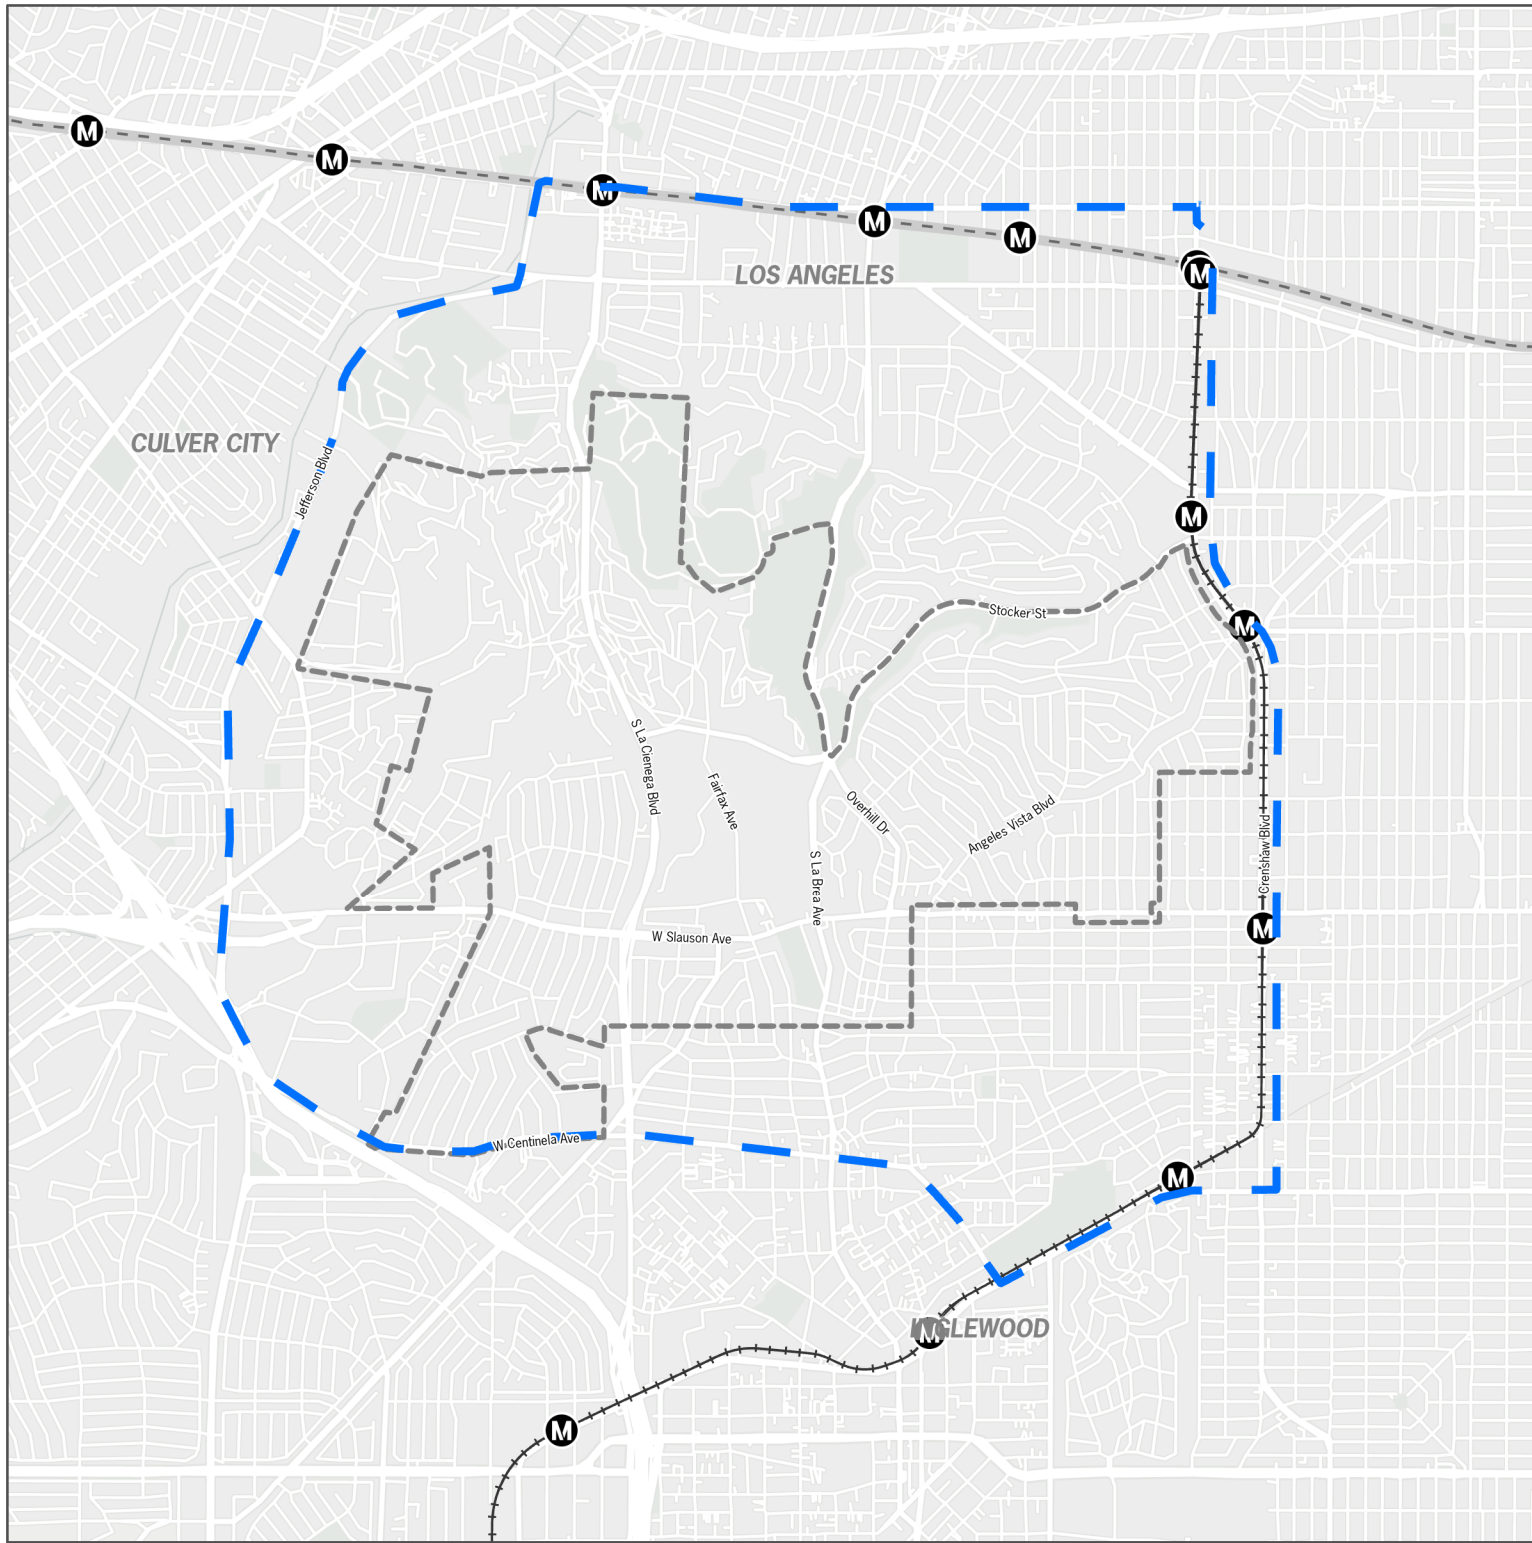 M
M
M
M
M
M
LOS ANGELES
CULVER CITY
Jefferson Blvd
M
Stocker St
M
S La Cienega Blvd
Fairfax Ave
Overhill Dr
Angeles Vista Blvd
S La Brea Ave
Crenshaw Blvd
W Slauson Ave
M
W Centinela Ave
M
M
INGLEWOOD
M